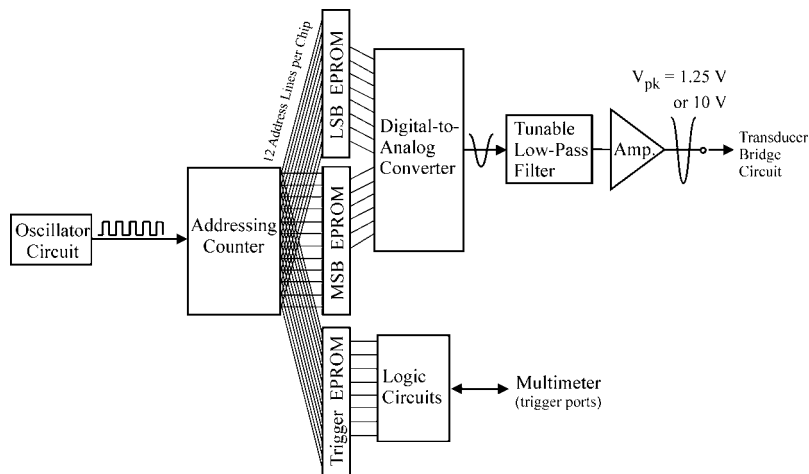 Oscillator
Circuit
Addressing
Counter
12 Address Lines per Chip
LSB EPROM
MSB EPROM
Trigger EPROM
Digital-to-
Analog
Converter
Tunable
Low-Pass
Filter
Amp.
V_pk = 1.25 V
or 10 V
Transducer
Bridge
Circuit
Logic
Circuits
Multimeter
(trigger ports)